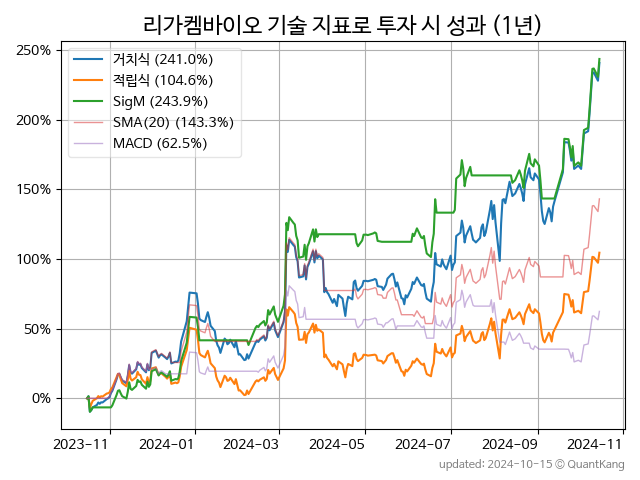 리가켐바이오 기술 지표로 투자 시 성과 (1년)
250%
200%
150%
100%
50%
0%
거치식 (241.0%)
적립식 (104.6%)
SigM (243.9%)
SMA(20) (143.3%)
MACD (62.5%)
2023-11 2024-01 2024-03 2024-05 2024-07 2024-09 2024-11
updated: 2024-10-15 © QuantKang